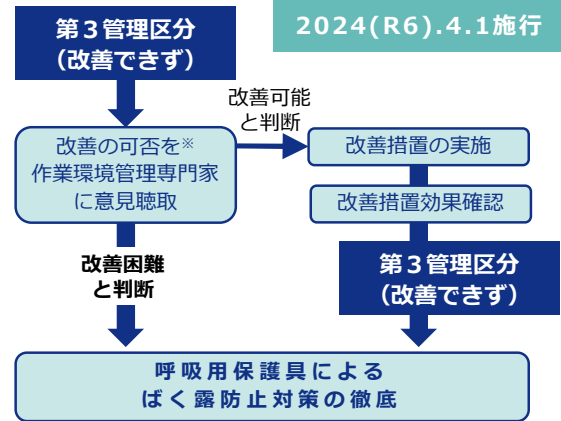 2024(R6).4.1施行
第３管理区分
（改善できず）
改善可能
と判断
改善の可否を※
作業環境管理専門家
に意見聴取
改善措置の実施
改善措置効果確認
改善困難
と判断
第３管理区分
（改善できず）
呼吸用保護具による
ばく露防止対策の徹底